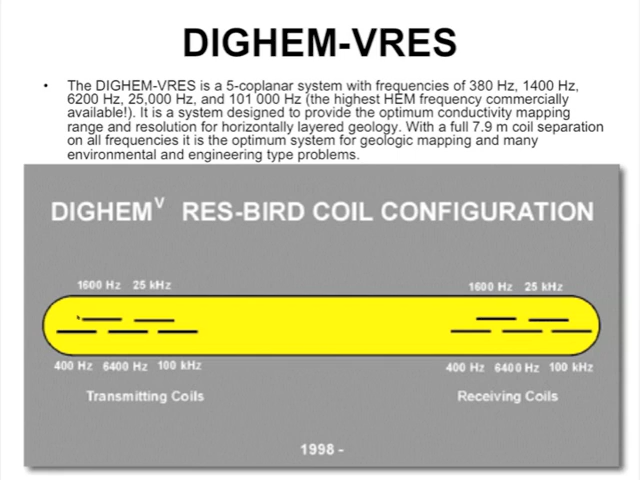 DIGHEM-VRES
• The DIGHEM-VRES is a 5-coplanar system with frequencies of 380 Hz, 1400 Hz,
6200 Hz, 25,000 Hz, and 101 000 Hz (the highest HEM frequency commercially
available!). It is a system designed to provide the optimum conductivity mapping
range and resolution for horizontally layered geology. With a full 7.9 m coil separation
on all frequencies it is the optimum system for geologic mapping and many
environmental and engineering type problems.
DIGHEMV RES-BIRD COIL CONFIGURATION
1600 Hz 25 kHz 1600 Hz 25 kHz
400 Hz 6400 Hz 100 kHz 400 Hz 6400 Hz 100 kHz
Transmitting Coils Receiving Coils
1998 -